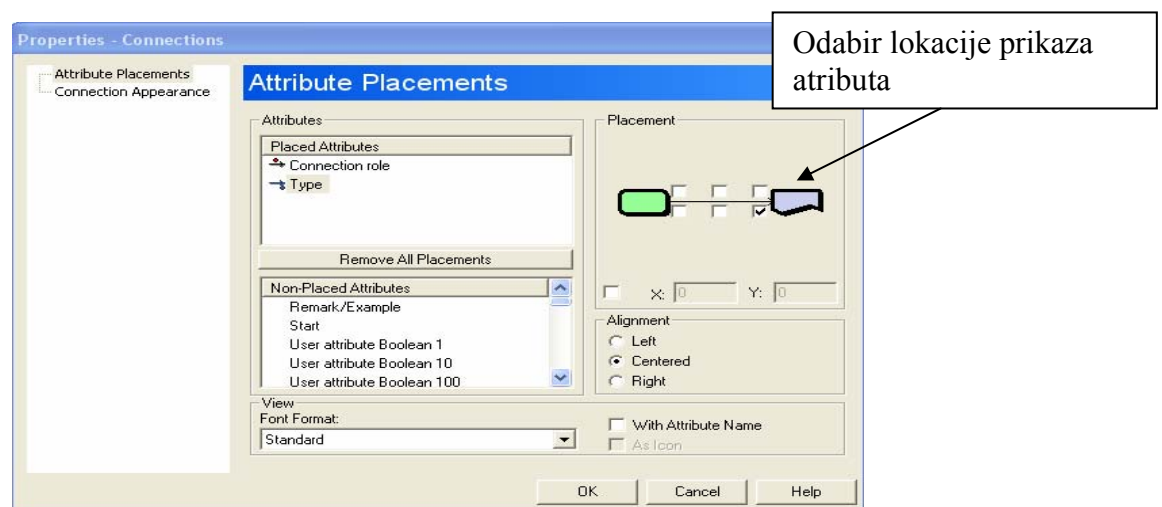 Properties - Connections
Odabir lokacije prikaza
atributa
Attribute Placements
Connection Appearance
Attribute Placements
Attributes
Placed Attributes
Connection role
Type
Remove All Placements
Non-Placed Attributes
Remark/Example
Start
User attribute Boolean 1
User attribute Boolean 10
User attribute Boolean 100
Placement
X: 0 Y: 0
Alignment
Left
Centered
Right
View
Font Format:
Standard
With Attribute Name
As Icon
OK Cancel Help